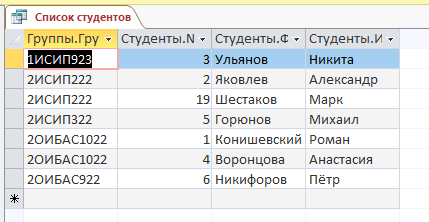 Список студентов
Группы.Гру Студенты.N Студенты.Ф Студенты.И
1ИСИП923 3 Ульянов Никита
2ИСИП222 2 Яковлев Александр
2ИСИП222 19 Шестаков Марк
2ИСИП322 5 Горюнов Михаил
2ОИБАС1022 1 Конишевский Роман
2ОИБАС1022 4 Воронцова Анастасия
2ОИБАС922 6 Никифоров Пётр